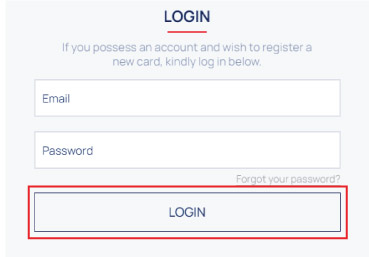 LOGIN
If you possess an account and wish to register a
new card, kindly log in below.
Email
Password
Forgot your password?
LOGIN